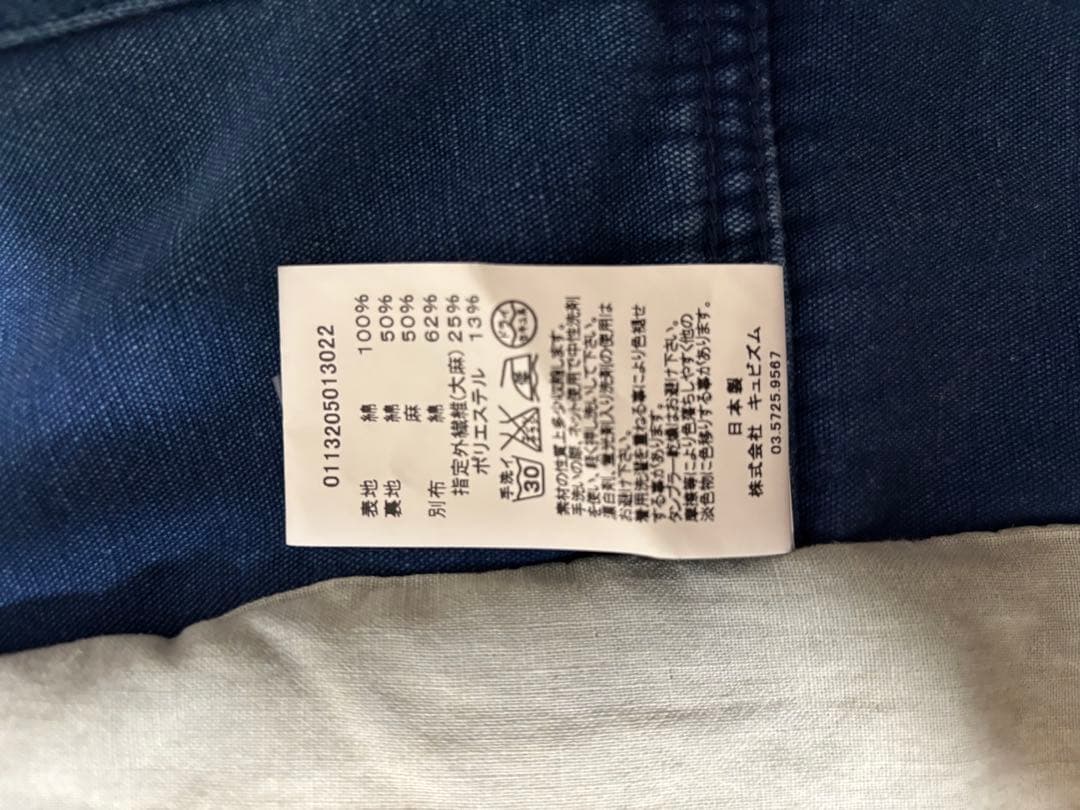 0113205013022
表地 綿 100%
裏地 綿 50%
麻 50%
別布 綿 62%
指定外繊維(大麻) 25%
ポリエステル 13%
手洗イ
30
ドライ
素材の性質上多少収縮します。
手洗いの際、ネット使用で中性洗剤
を使い、軽く押し洗いして下さい。
漂白剤、蛍光剤入り洗剤の使用は
お避け下さい。
着用洗濯を重ねる事により色褪せ
する事があります。
タンブラー乾燥はお避け下さい。
摩擦等により色落ちしやすく他の
淡色物に色移りする事があります。
日本製
株式会社 キュビズム
03.5725.9567